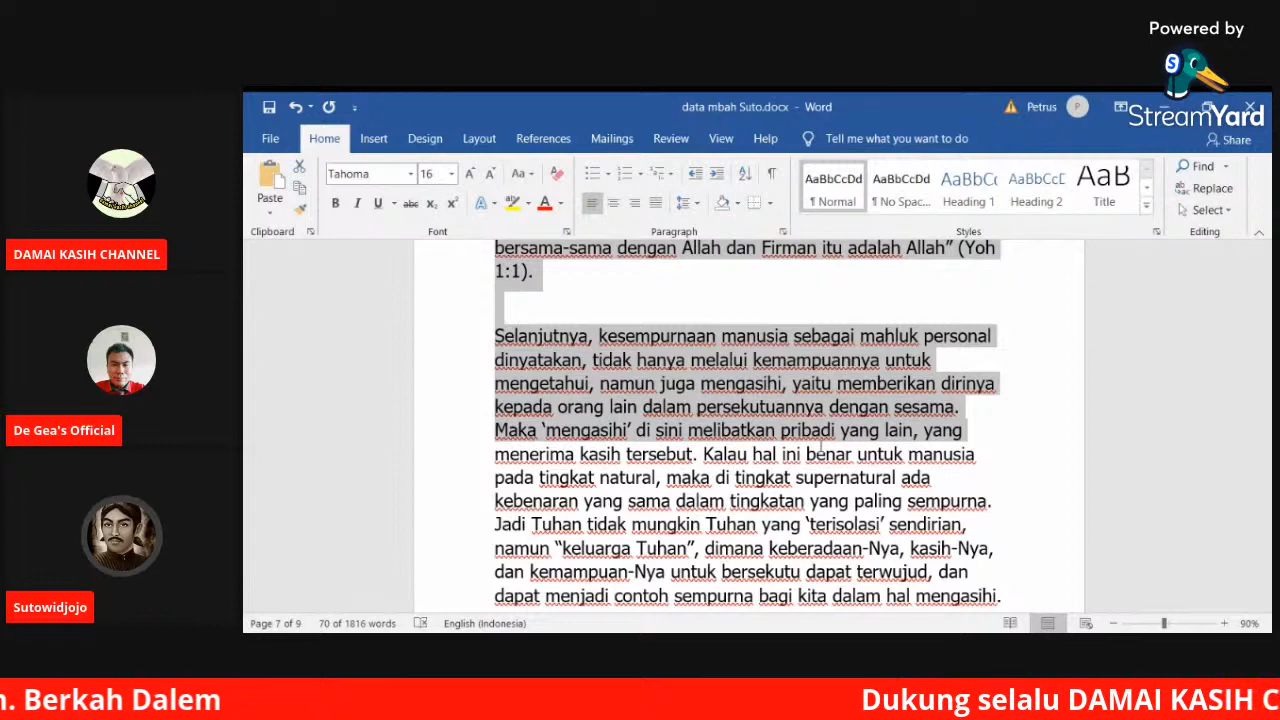 Powered by
StreamYard
data mbah Suto.docx - Word
Petrus
P
File Home Insert Design Layout References Mailings Review View Help Tell me what you want to do
Share
Paste
Tahoma 16
Clipboard Font Paragraph Styles Editing
AaBbCcDd AaBbCcDd AaBbCc AaBbCcE AaB
¶ Normal ¶ No Spac... Heading 1 Heading 2 Title
Find
Replace
Select
DAMAI KASIH CHANNEL
De Gea's Official
Sutowidjojo
bersama-sama dengan Allah dan Firman itu adalah Allah” (Yoh
1:1).
Selanjutnya, kesempurnaan manusia sebagai mahluk personal
dinyatakan, tidak hanya melalui kemampuannya untuk
mengetahui, namun juga mengasihi, yaitu memberikan dirinya
kepada orang lain dalam persekutuannya dengan sesama.
Maka ‘mengasihi’ di sini melibatkan pribadi yang lain, yang
menerima kasih tersebut. Kalau hal ini benar untuk manusia
pada tingkat natural, maka di tingkat supernatural ada
kebenaran yang sama dalam tingkatan yang paling sempurna.
Jadi Tuhan tidak mungkin Tuhan yang ‘terisolasi’ sendirian,
namun “keluarga Tuhan”, dimana keberadaan-Nya, kasih-Nya,
dan kemampuan-Nya untuk bersekutu dapat terwujud, dan
dapat menjadi contoh sempurna bagi kita dalam hal mengasihi.
Page 7 of 9 70 of 1816 words English (Indonesia) 90%
n. Berkah Dalem Dukung selalu DAMAI KASIH C